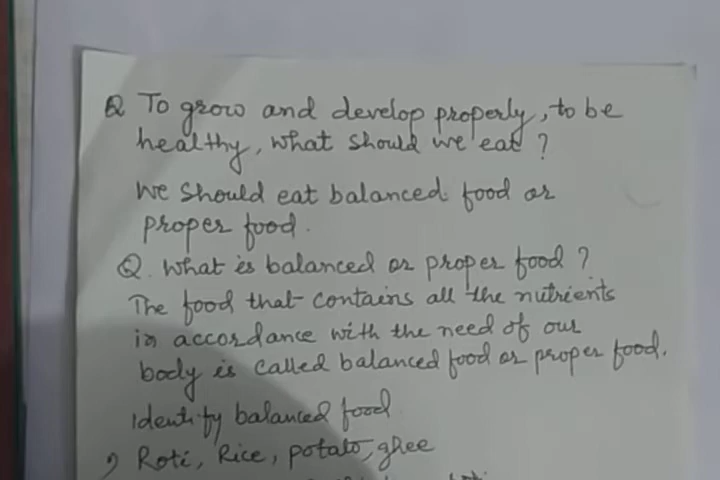 Q To grow and develop properly, to be
healthy, what should we eat ?
We should eat balanced food or
proper food.
Q. What is balanced or proper food ?
The food that contains all the nutrients
in accordance with the need of our
body is called balanced food or proper food.
Identify balanced food
Roti, Rice, potato, ghee